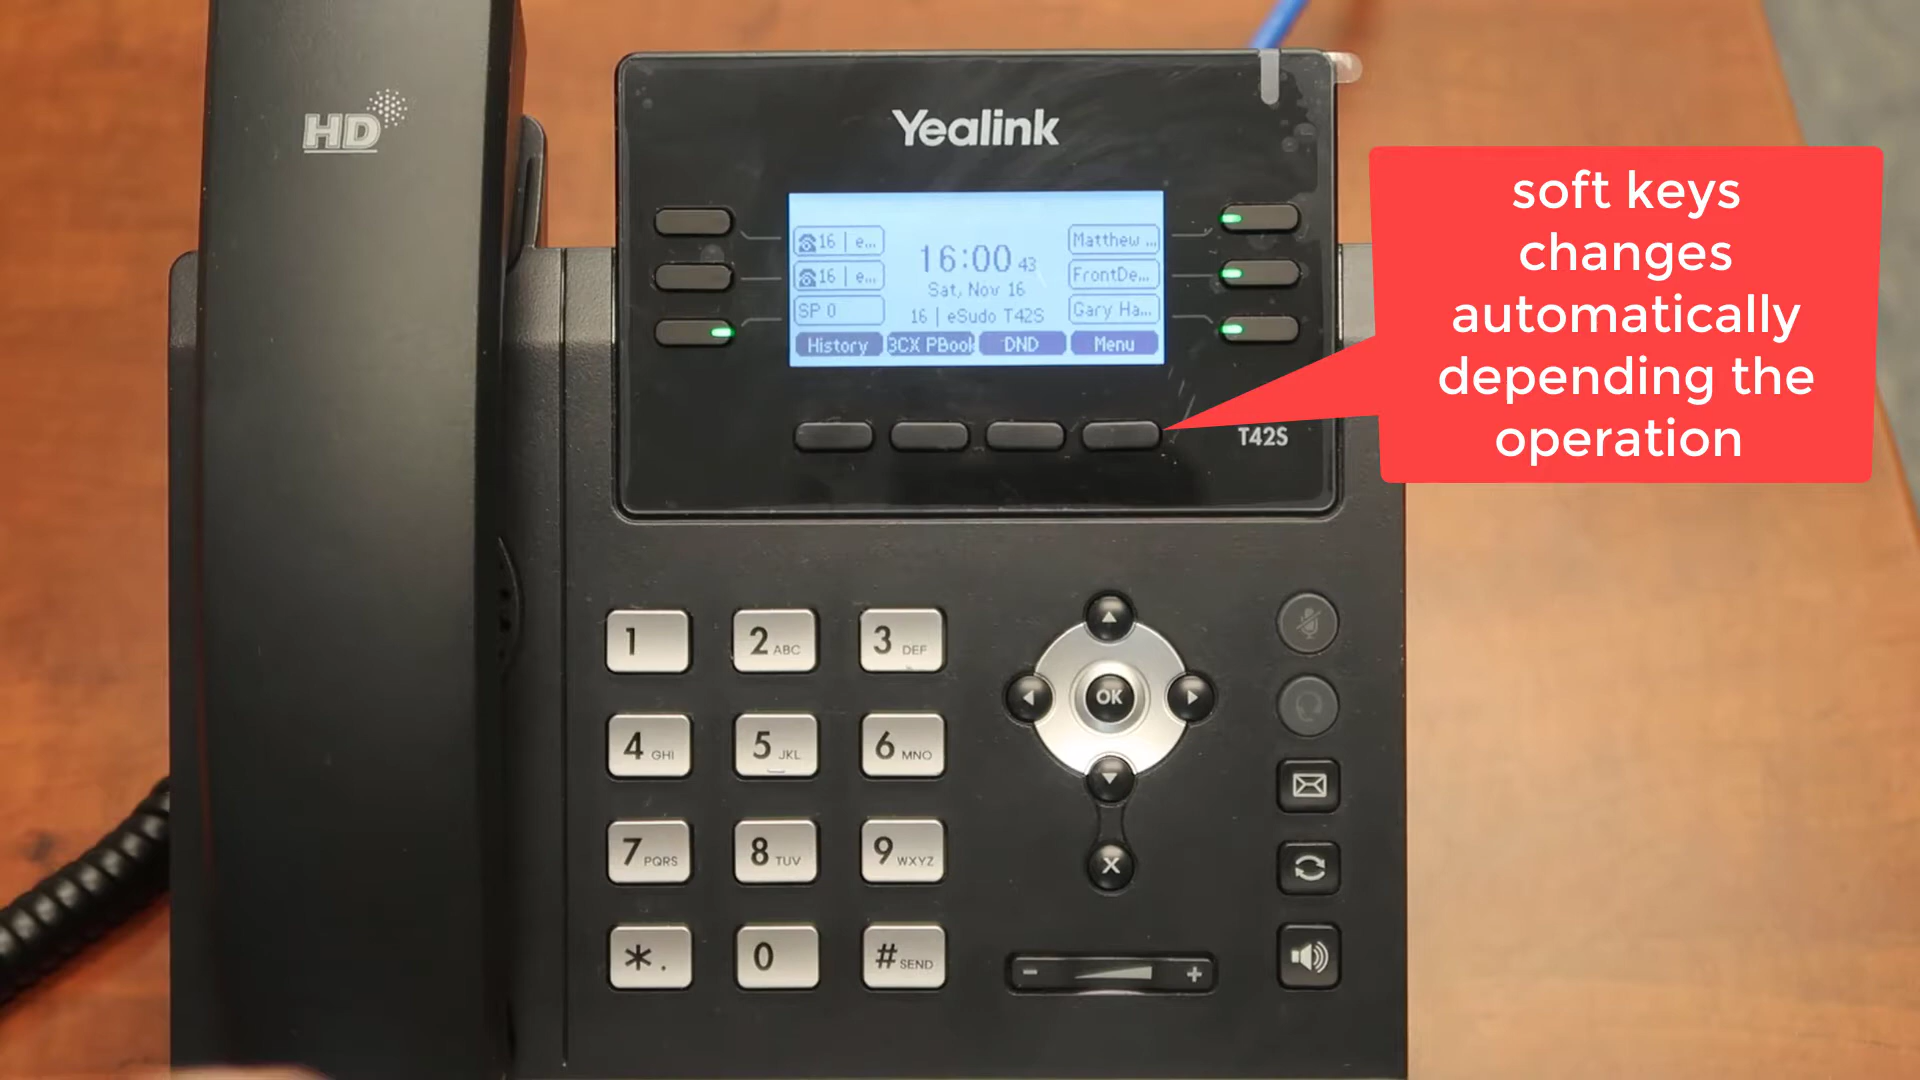 HD
Yealink
16 | e...
16 | e...
SP 0
16:00 43
Sat, Nov 16
16 | eSudo T42S
Matthew ...
FrontDe...
Gary Ha...
History
3CX PBook
DND
Menu
T42S
soft keys
changes
automatically
depending the
operation
1
2 ABC
3 DEF
4 GHI
5 JKL
6 MNO
7 PQRS
8 TUV
9 WXYZ
* .
0
# SEND
OK
X
- +